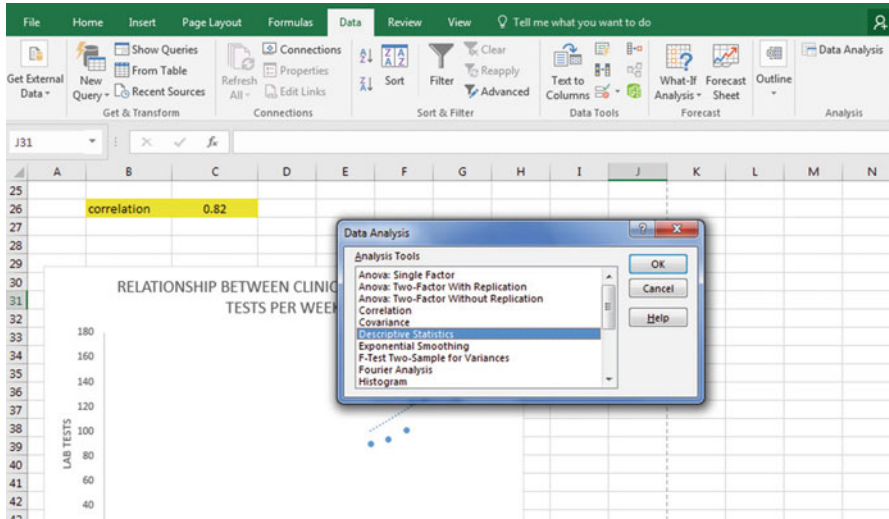 File Home Insert Page Layout Formulas Data Review View Tell me what you want to do
Get External Data
New Query
Show Queries
From Table
Recent Sources
Get & Transform
Refresh All
Connections
Properties
Edit Links
Connections
Sort
Filter
Clear
Reapply
Advanced
Sort & Filter
Text to Columns
Data Tools
What-If Analysis
Forecast Sheet
Forecast
Outline
Data Analysis
Analysis
J31 fx
A B C D E F G H I J K L M N
25
26 correlation 0.82
27
28
29
30
31
32
33
34
35
36
37
38
39
40
41
42
43
RELATIONSHIP BETWEEN CLINIC
TESTS PER WEEK
180
160
140
120
100
80
60
40
LAB TESTS
Data Analysis
Analysis Tools
Anova: Single Factor
Anova: Two-Factor With Replication
Anova: Two-Factor Without Replication
Correlation
Covariance
Descriptive Statistics
Exponential Smoothing
F-Test Two-Sample for Variances
Fourier Analysis
Histogram
OK
Cancel
Help